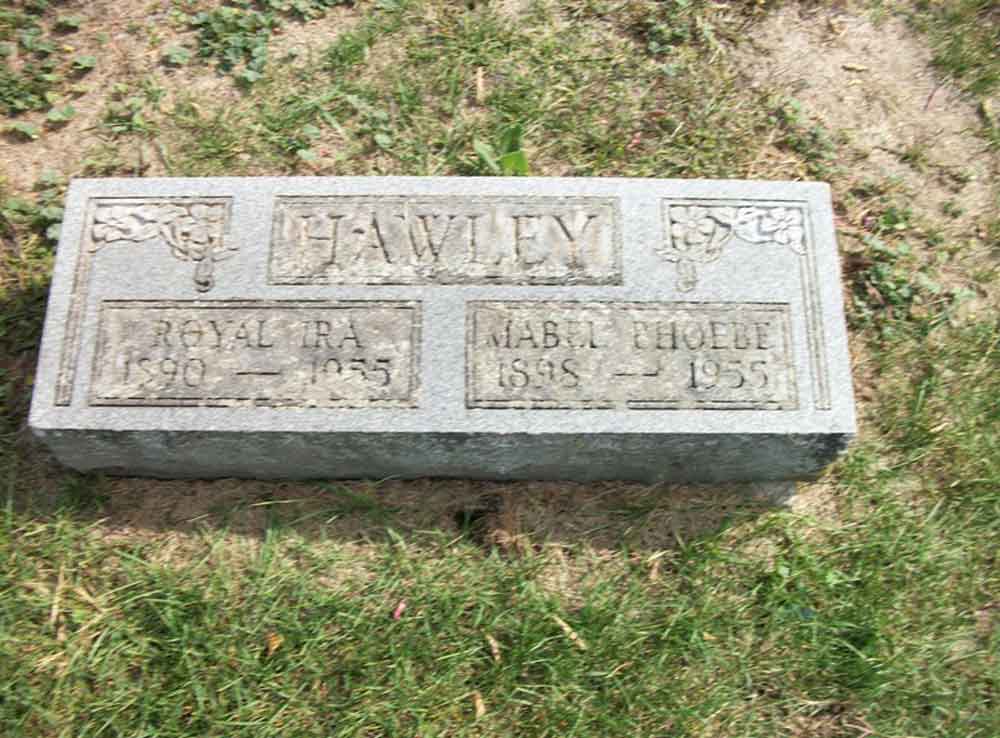 HAWLEY
ROYAL IRA
1890 — 1955
MABEL PHOEBE
1898 — 1955